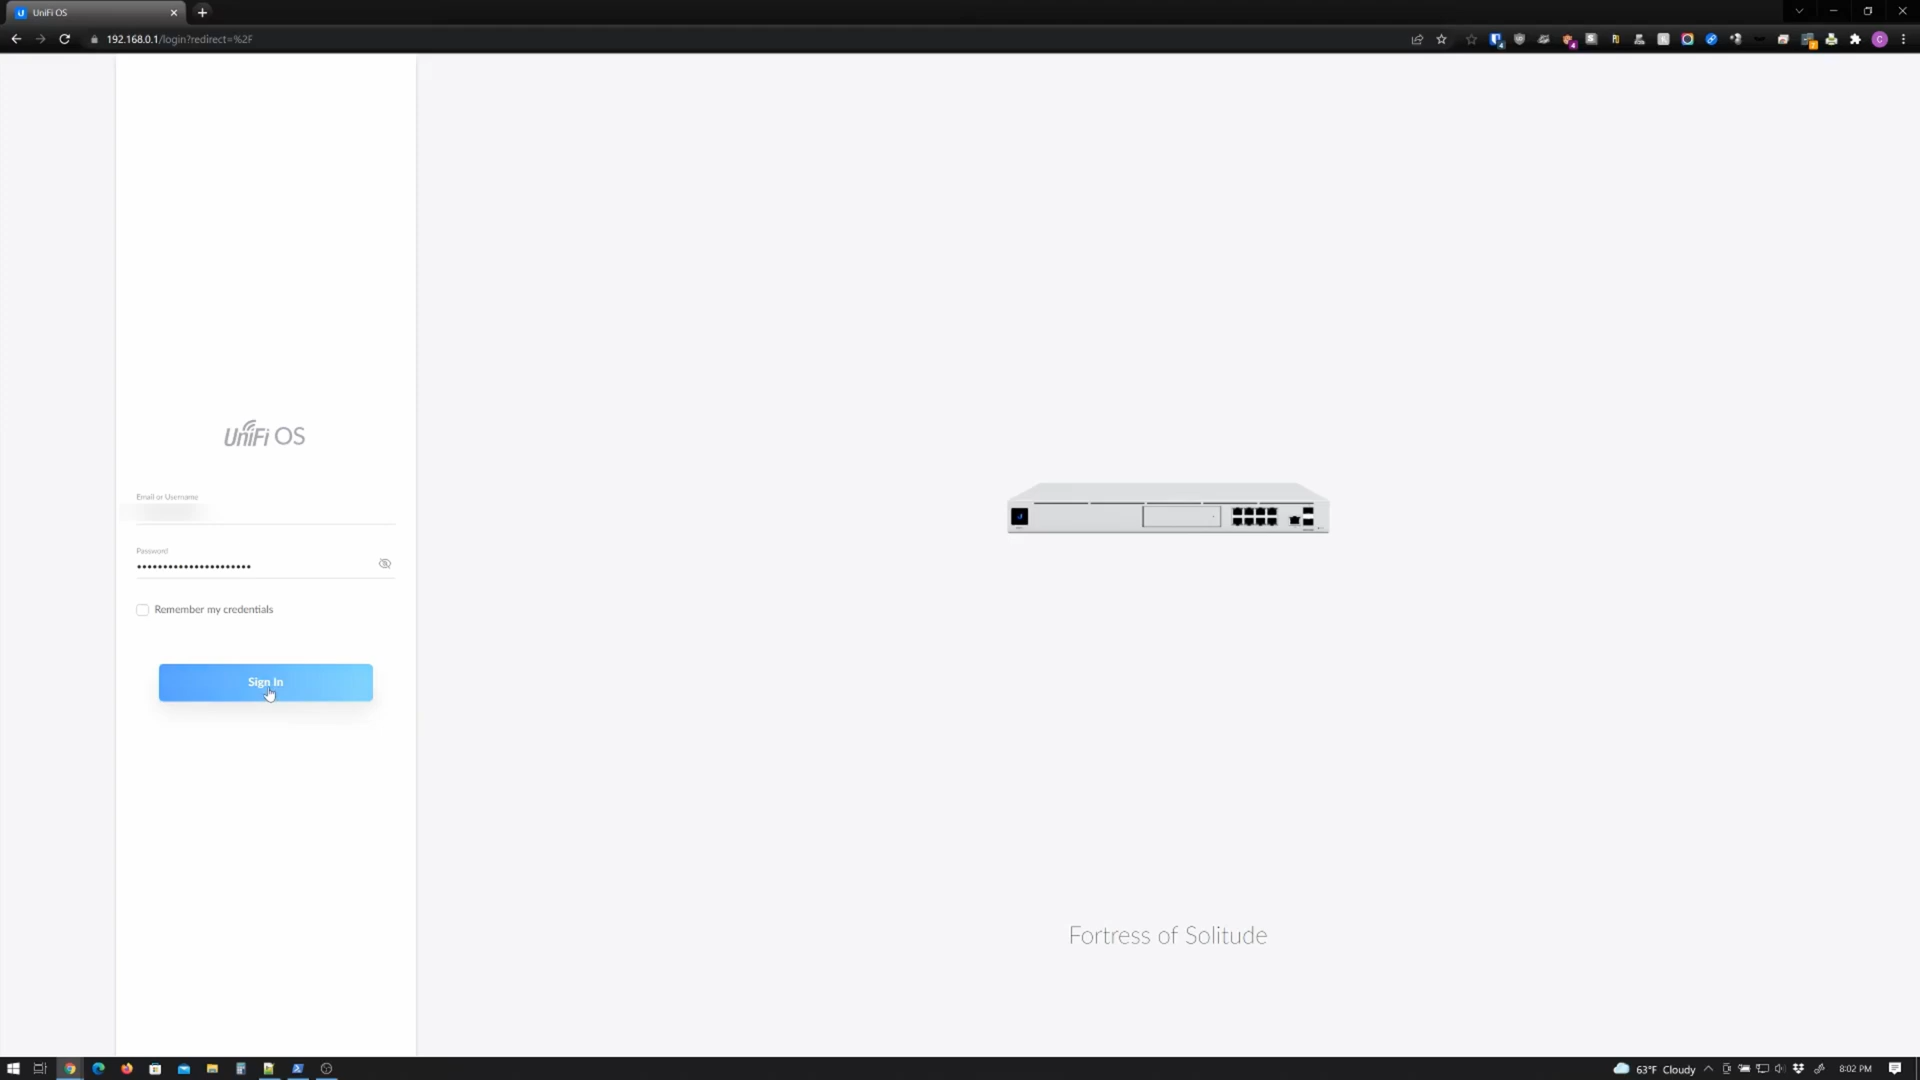 UniFi OS
192.168.0.1/login?redirect=%2F
UniFi OS
Email or Username
Password
Remember my credentials
Sign In
Fortress of Solitude
63°F Cloudy
8:02 PM